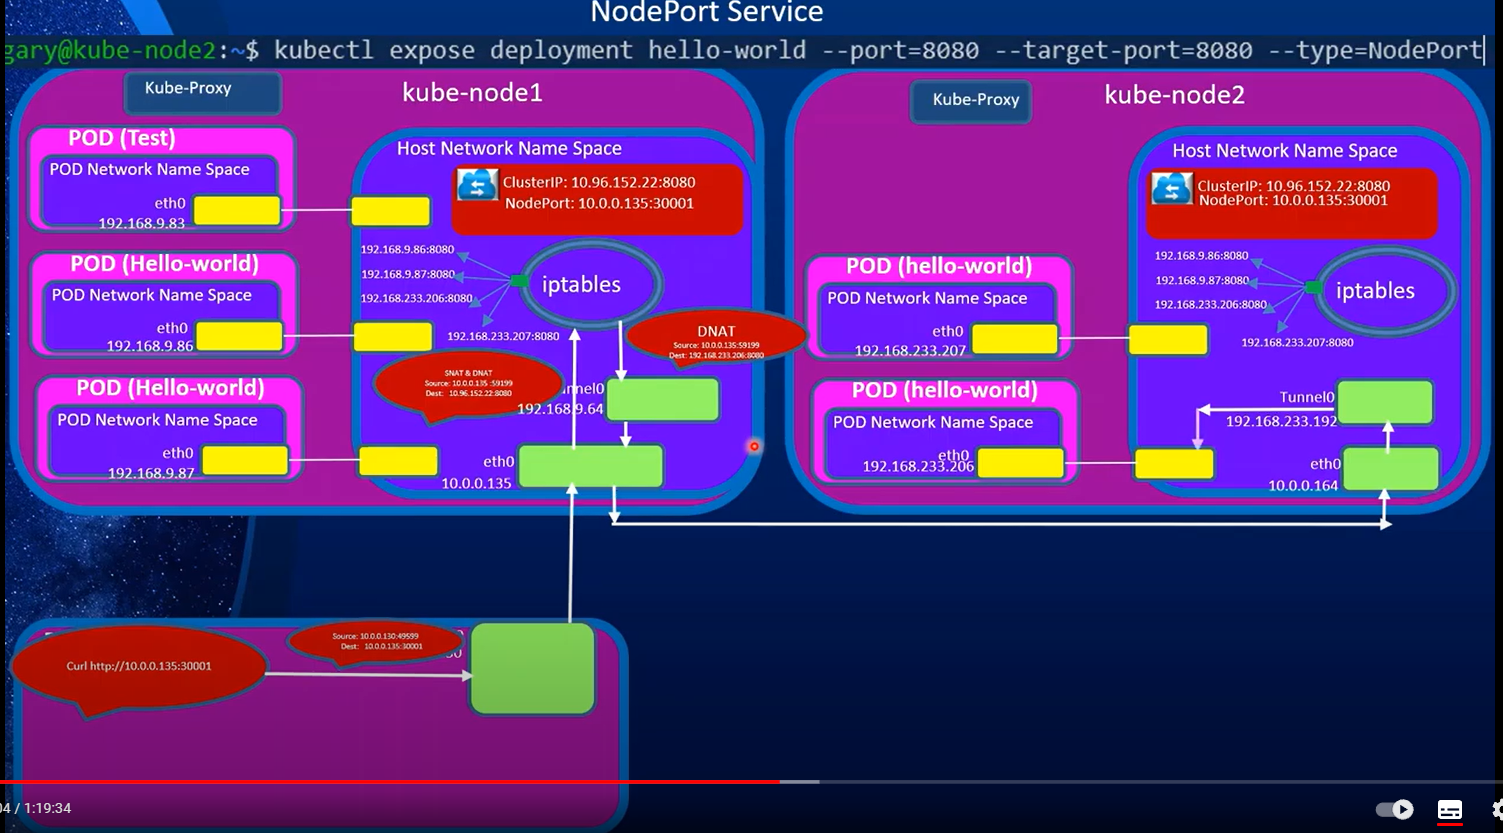 NodePort Service
gary@kube-node2:~$ kubectl expose deployment hello-world --port=8080 --target-port=8080 --type=NodePort
Kube-Proxy
kube-node1
POD (Test)
POD Network Name Space
eth0
192.168.9.83
POD (Hello-world)
POD Network Name Space
eth0
192.168.9.86
POD (Hello-world)
POD Network Name Space
eth0
192.168.9.87
Host Network Name Space
ClusterIP: 10.96.152.22:8080
NodePort: 10.0.0.135:30001
192.168.9.86:8080
192.168.9.87:8080
192.168.233.206:8080
192.168.233.207:8080
iptables
DNAT
Source: 10.0.0.135:59199
Dest: 192.168.233.206:8080
SNAT & DNAT
Source: 10.0.0.135 :59199
Dest: 10.96.152.22:8080
nnel0
192.168.9.64
eth0
10.0.0.135
Kube-Proxy
kube-node2
POD (hello-world)
POD Network Name Space
eth0
192.168.233.207
POD (hello-world)
POD Network Name Space
eth0
192.168.233.206
Host Network Name Space
ClusterIP: 10.96.152.22:8080
NodePort: 10.0.0.135:30001
192.168.9.86:8080
192.168.9.87:8080
192.168.233.206:8080
192.168.233.207:8080
iptables
Tunnel0
192.168.233.192
eth0
10.0.0.164
Curl http://10.0.0.135:30001
Source: 10.0.0.130:49599
Dest: 10.0.0.135:30001
04 / 1:19:34